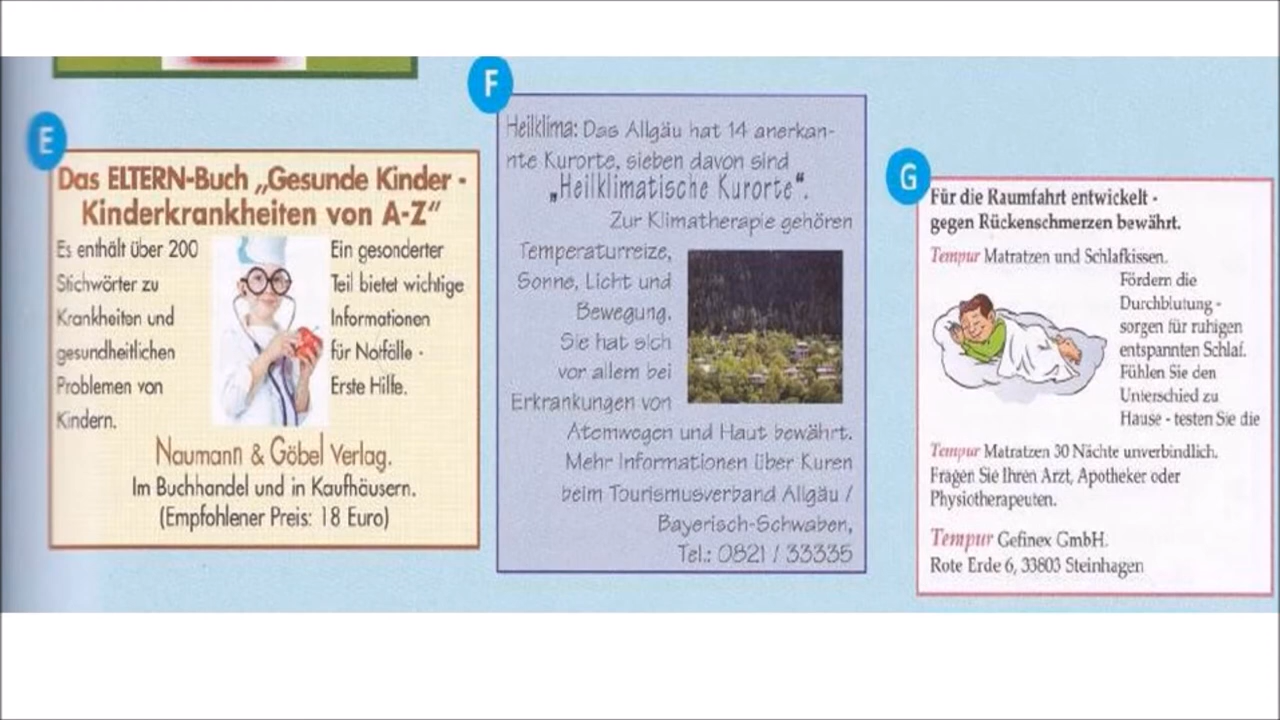 E
Das ELTERN-Buch „Gesunde Kinder -
Kinderkrankheiten von A-Z“
Es enthält über 200
Stichwörter zu
Krankheiten und
gesundheitlichen
Problemen von
Kindern.
Ein gesonderter
Teil bietet wichtige
Informationen
für Notfälle -
Erste Hilfe.
Naumann & Göbel Verlag.
Im Buchhandel und in Kaufhäusern.
(Empfohlener Preis: 18 Euro)
F
Heilklima: Das Allgäu hat 14 anerkan-
nte Kurorte, sieben davon sind
„Heilklimatische Kurorte“.
Zur Klimatherapie gehören
Temperaturreize,
Sonne, Licht und
Bewegung.
Sie hat sich
vor allem bei
Erkrankungen von
Atemwegen und Haut bewährt.
Mehr Informationen über Kuren
beim Tourismusverband Allgäu /
Bayerisch-Schwaben,
Tel.: 0821 / 33335
G
Für die Raumfahrt entwickelt -
gegen Rückenschmerzen bewährt.
Tempur Matratzen und Schlafkissen.
Fördern die
Durchblutung -
sorgen für ruhigen
entspannten Schlaf.
Fühlen Sie den
Unterschied zu
Hause - testen Sie die
Tempur Matratzen 30 Nächte unverbindlich.
Fragen Sie Ihren Arzt, Apotheker oder
Physiotherapeuten.
Tempur Gefinex GmbH.
Rote Erde 6, 33803 Steinhagen